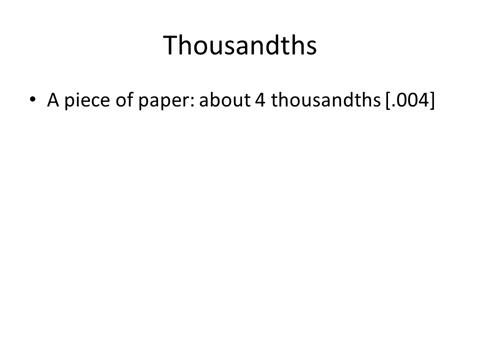 Thousandths
• A piece of paper: about 4 thousandths [.004]